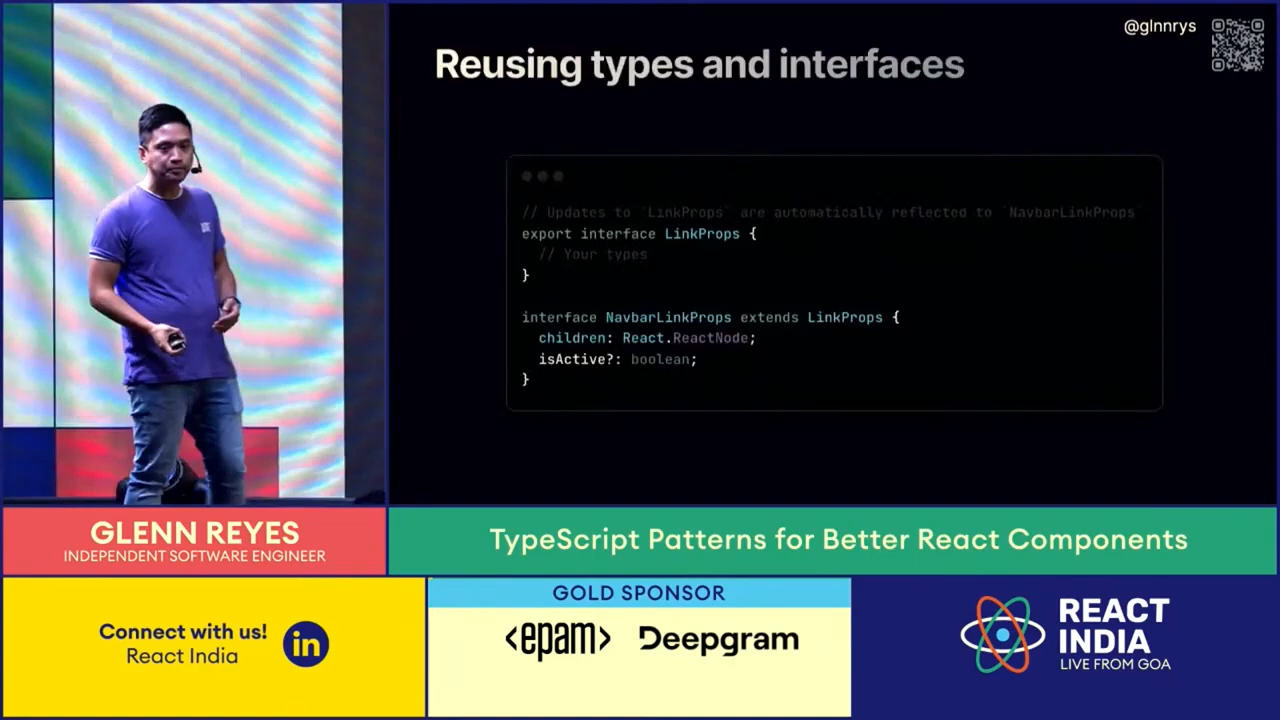 @glnnrys
Reusing types and interfaces
// Updates to `LinkProps` are automatically reflected to `NavbarLinkProps`
export interface LinkProps {
  // Your types
}
interface NavbarLinkProps extends LinkProps {
  children: React.ReactNode;
  isActive?: boolean;
}
GLENN REYES
INDEPENDENT SOFTWARE ENGINEER
TypeScript Patterns for Better React Components
Connect with us!
React India
in
GOLD SPONSOR
<epam>
Deepgram
REACT
INDIA
LIVE FROM GOA